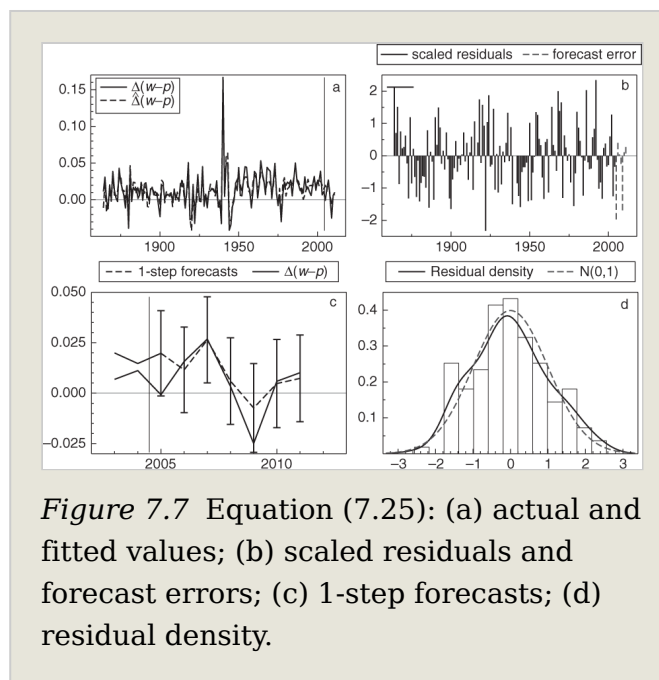 scaled residuals forecast error
Δ(w–p)
Δ̂(w–p)
a
0.15
0.10
0.05
0.00
1900 1950 2000
b
2
1
0
−1
−2
1900 1950 2000
1-step forecasts Δ(w–p)
c
0.050
0.025
0.000
−0.025
2005 2010
Residual density N(0,1)
d
0.4
0.3
0.2
0.1
−3 −2 −1 0 1 2 3
Figure 7.7 Equation (7.25): (a) actual and
fitted values; (b) scaled residuals and
forecast errors; (c) 1-step forecasts; (d)
residual density.